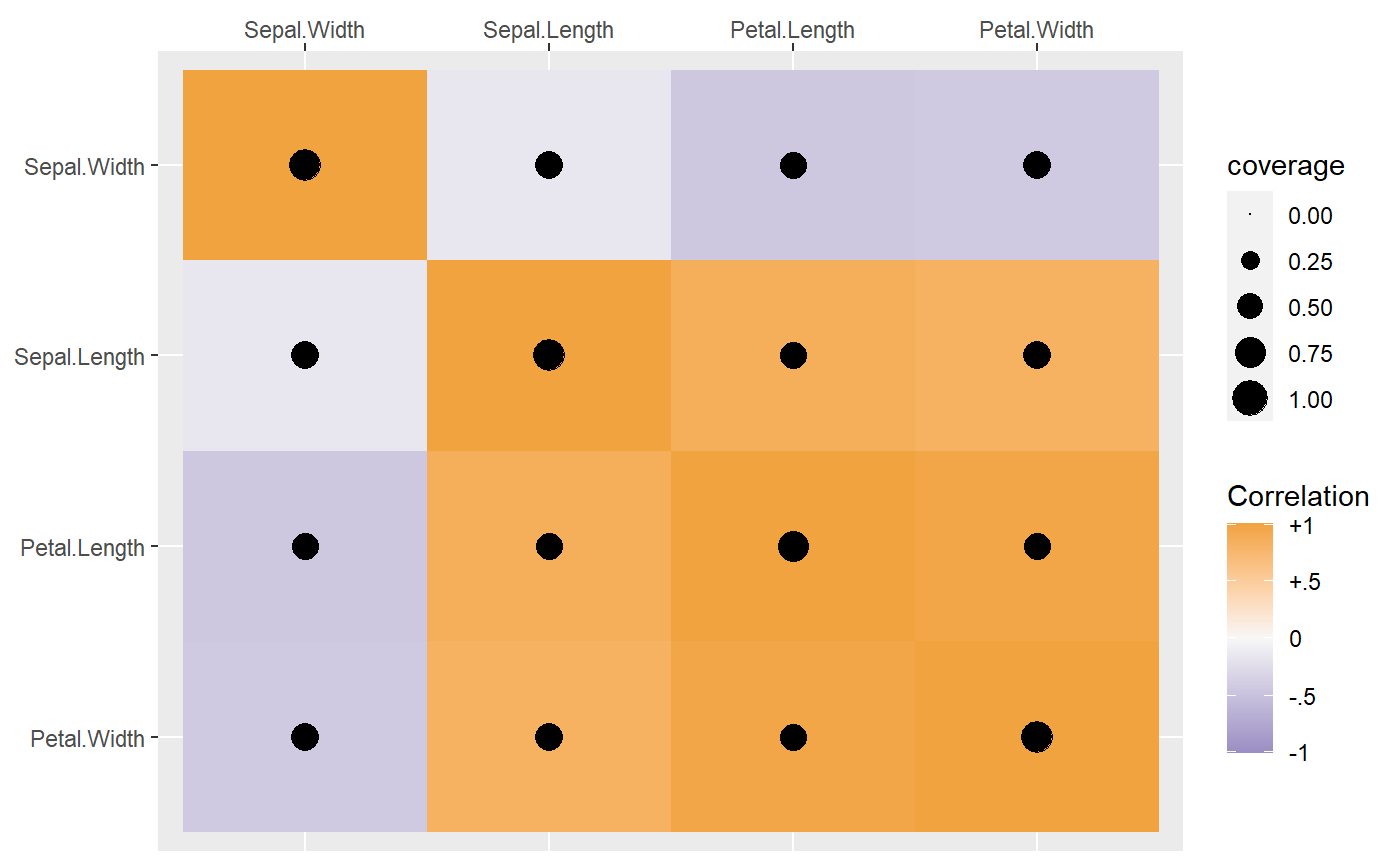 Sepal.Width Sepal.Length Petal.Length Petal.Width
Sepal.Width
Sepal.Length
Petal.Length
Petal.Width
coverage
0.00
0.25
0.50
0.75
1.00
Correlation
+1
+.5
0
-.5
-1